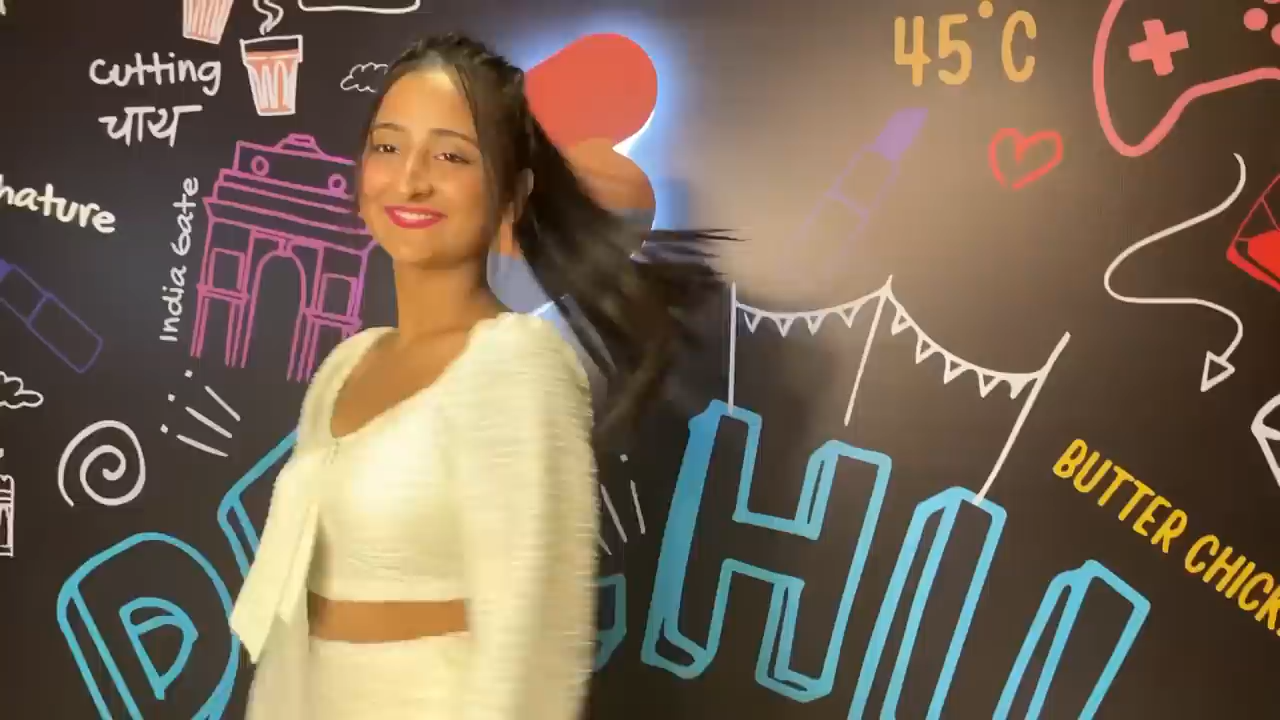 cutting
चाय
45°C
hature
India Gate
BUTTER CHICK